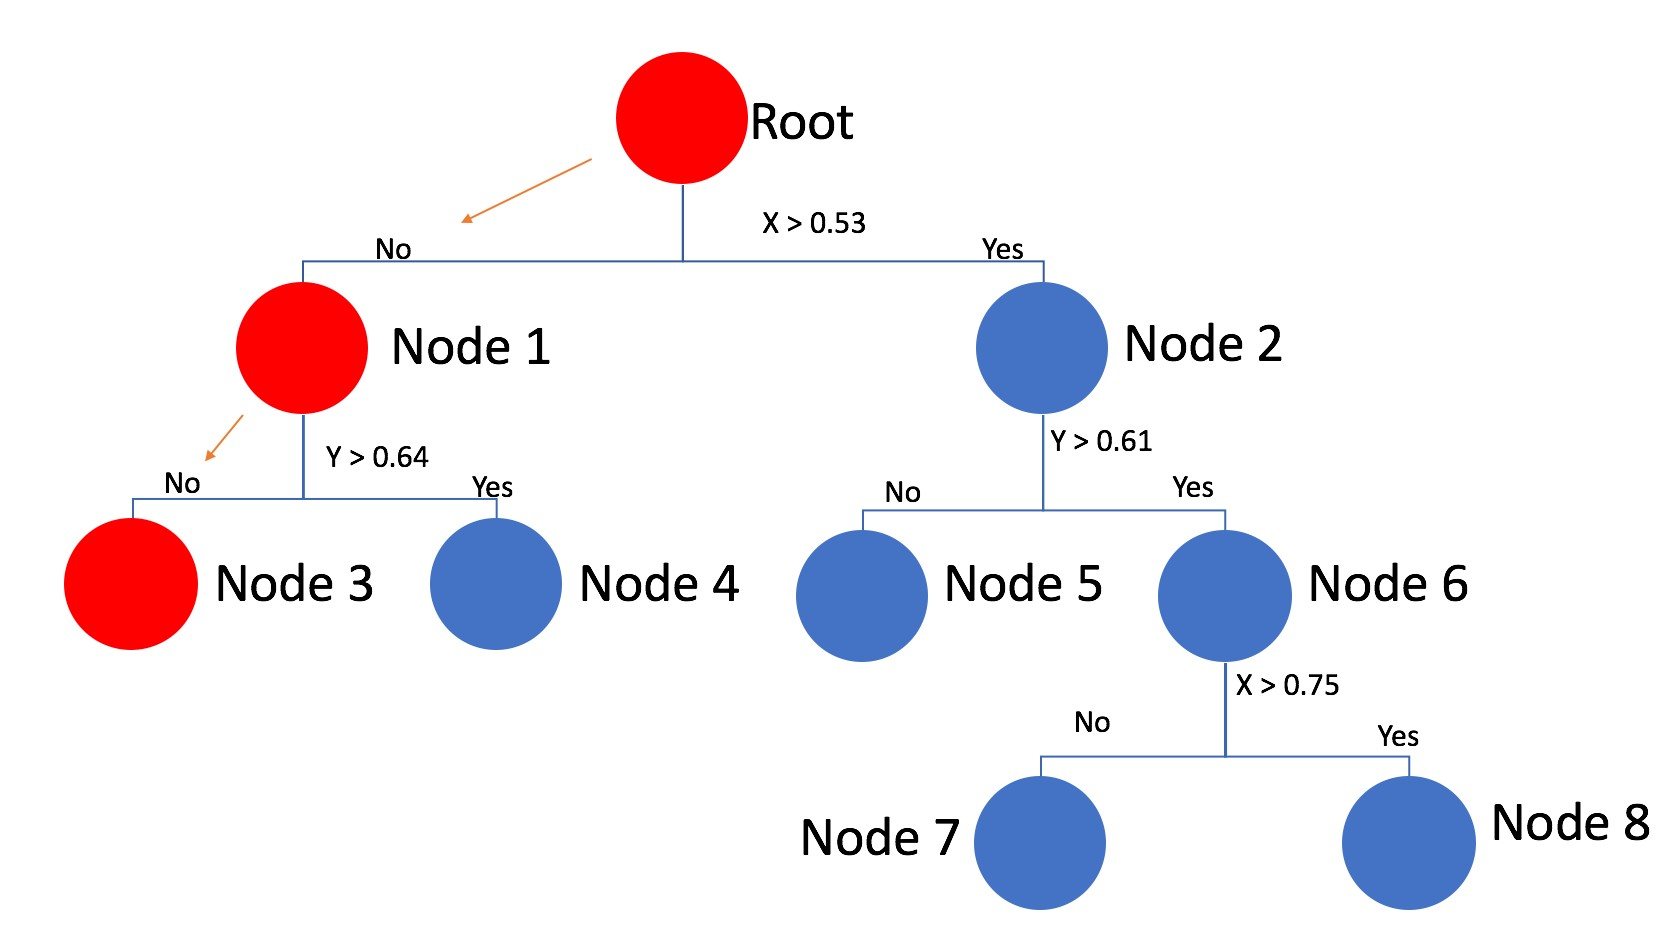 Root
X > 0.53
No
Yes
Node 1
Node 2
Y > 0.64
Y > 0.61
No
Yes
No
Yes
Node 3
Node 4
Node 5
Node 6
X > 0.75
No
Yes
Node 7
Node 8